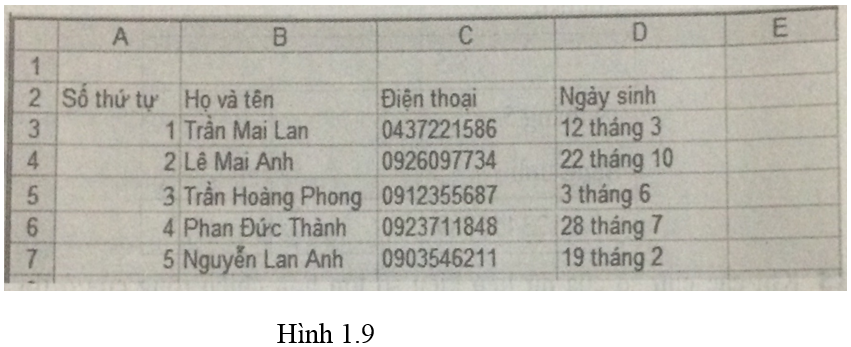 A B C D E
1
2 Số thứ tự Họ và tên Điện thoại Ngày sinh
3 1 Trần Mai Lan 0437221586 12 tháng 3
4 2 Lê Mai Anh 0926097734 22 tháng 10
5 3 Trần Hoàng Phong 0912355687 3 tháng 6
6 4 Phan Đức Thành 0923711848 28 tháng 7
7 5 Nguyễn Lan Anh 0903546211 19 tháng 2
Hình 1.9